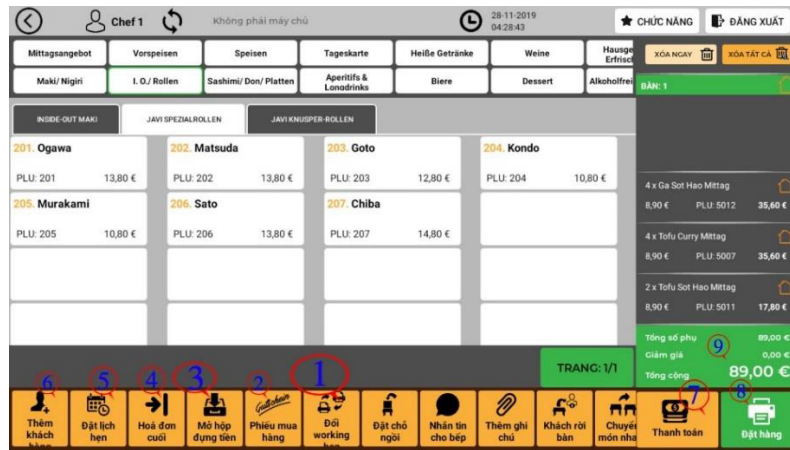 Chef 1
Không phải máy chủ
28-11-2019
04:28:43
CHỨC NĂNG
ĐĂNG XUẤT
Mittagsangebot
Vorspeisen
Speisen
Tageskarte
Heiße Getränke
Weine
Hausge
Erfrisc
XÓA NGAY
XÓA TẤT CẢ
Maki/ Nigiri
I. O./ Rollen
Sashimi/ Don/ Platten
Aperitifs &
Longdrinks
Biere
Dessert
Alkoholfrei
BÀN: 1
INSIDE-OUT MAKI
JAVI SPEZIALROLLEN
JAVI KNUSPER-ROLLEN
201. Ogawa
PLU: 201 13,80 €
202. Matsuda
PLU: 202 13,80 €
203. Goto
PLU: 203 12,80 €
204. Kondo
PLU: 204 10,80 €
205. Murakami
PLU: 205 10,80 €
206. Sato
PLU: 206 13,80 €
207. Chiba
PLU: 207 14,80 €
4 x Ga Sot Hao Mittag
8,90 € PLU: 5012 35,60 €
4 x Tofu Curry Mittag
8,90 € PLU: 5007 35,60 €
2 x Tofu Sot Hao Mittag
8,90 € PLU: 5011 17,80 €
Tổng số phụ 89,00 €
Giảm giá 0,00 €
Tổng cộng 89,00 €
9
TRANG: 1/1
6
Thêm
khách
hàng
5
Đặt lịch
hẹn
4
Hoá đơn
cuối
3
Mở hộp
đựng tiền
2
Gutschein
Phiếu mua
hàng
1
Đổi
working
Đặt chỗ
ngồi
Nhắn tin
cho bếp
Thêm ghi
chú
Khách rời
bàn
Chuyển
món nha
7
Thanh toán
8
Đặt hàng